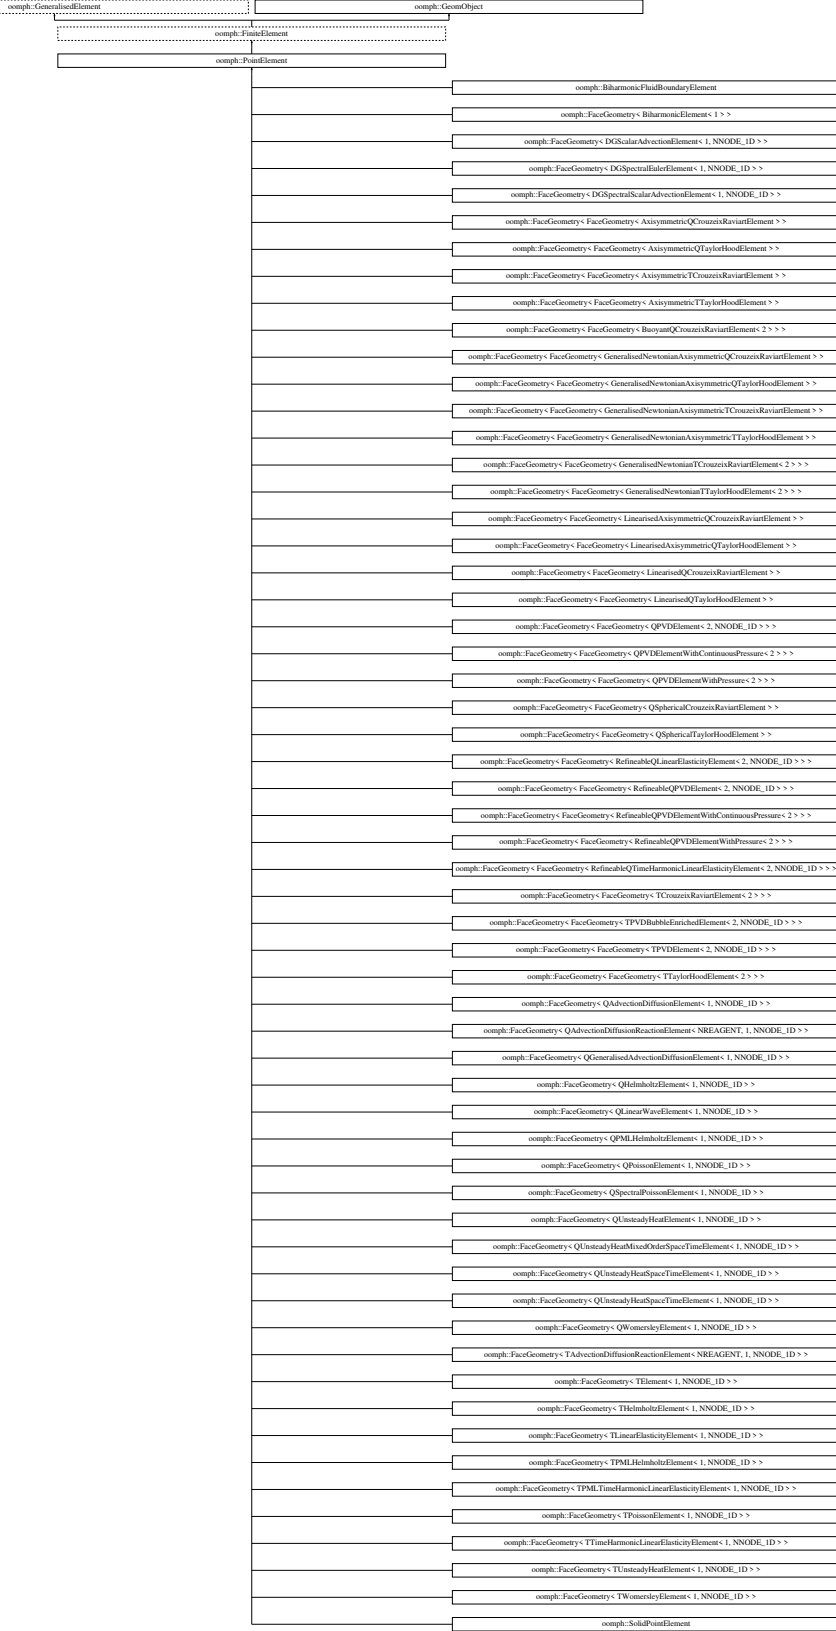 oomph::GeneralisedElement
oomph::GeomObject
oomph::FiniteElement
oomph::PointElement
oomph::BiharmonicFluidBoundaryElement
oomph::FaceGeometry< BiharmonicElement< 1 > >
oomph::FaceGeometry< DGScalarAdvectionElement< 1, NNODE_1D > >
oomph::FaceGeometry< DGSpectralEulerElement< 1, NNODE_1D > >
oomph::FaceGeometry< DGSpectralScalarAdvectionElement< 1, NNODE_1D > >
oomph::FaceGeometry< FaceGeometry< AxisymmetricQCrouzeixRaviartElement > >
oomph::FaceGeometry< FaceGeometry< AxisymmetricQTaylorHoodElement > >
oomph::FaceGeometry< FaceGeometry< AxisymmetricTCrouzeixRaviartElement > >
oomph::FaceGeometry< FaceGeometry< AxisymmetricTTaylorHoodElement > >
oomph::FaceGeometry< FaceGeometry< BuoyantQCrouzeixRaviartElement< 2 > > >
oomph::FaceGeometry< FaceGeometry< GeneralisedNewtonianAxisymmetricQCrouzeixRaviartElement > >
oomph::FaceGeometry< FaceGeometry< GeneralisedNewtonianAxisymmetricQTaylorHoodElement > >
oomph::FaceGeometry< FaceGeometry< GeneralisedNewtonianAxisymmetricTCrouzeixRaviartElement > >
oomph::FaceGeometry< FaceGeometry< GeneralisedNewtonianAxisymmetricTTaylorHoodElement > >
oomph::FaceGeometry< FaceGeometry< GeneralisedNewtonianTCrouzeixRaviartElement< 2 > > >
oomph::FaceGeometry< FaceGeometry< GeneralisedNewtonianTTaylorHoodElement< 2 > > >
oomph::FaceGeometry< FaceGeometry< LinearisedAxisymmetricQCrouzeixRaviartElement > >
oomph::FaceGeometry< FaceGeometry< LinearisedAxisymmetricQTaylorHoodElement > >
oomph::FaceGeometry< FaceGeometry< LinearisedQCrouzeixRaviartElement > >
oomph::FaceGeometry< FaceGeometry< LinearisedQTaylorHoodElement > >
oomph::FaceGeometry< FaceGeometry< QPVDElement< 2, NNODE_1D > > >
oomph::FaceGeometry< FaceGeometry< QPVDElementWithContinuousPressure< 2 > > >
oomph::FaceGeometry< FaceGeometry< QPVDElementWithPressure< 2 > > >
oomph::FaceGeometry< FaceGeometry< QSphericalCrouzeixRaviartElement > >
oomph::FaceGeometry< FaceGeometry< QSphericalTaylorHoodElement > >
oomph::FaceGeometry< FaceGeometry< RefineableQLinearElasticityElement< 2, NNODE_1D > > >
oomph::FaceGeometry< FaceGeometry< RefineableQPVDElement< 2, NNODE_1D > > >
oomph::FaceGeometry< FaceGeometry< RefineableQPVDElementWithContinuousPressure< 2 > > >
oomph::FaceGeometry< FaceGeometry< RefineableQPVDElementWithPressure< 2 > > >
oomph::FaceGeometry< FaceGeometry< RefineableQTimeHarmonicLinearElasticityElement< 2, NNODE_1D > > >
oomph::FaceGeometry< FaceGeometry< TCrouzeixRaviartElement< 2 > > >
oomph::FaceGeometry< FaceGeometry< TPVDBubbleEnrichedElement< 2, NNODE_1D > > >
oomph::FaceGeometry< FaceGeometry< TPVDElement< 2, NNODE_1D > > >
oomph::FaceGeometry< FaceGeometry< TTaylorHoodElement< 2 > > >
oomph::FaceGeometry< QAdvectionDiffusionElement< 1, NNODE_1D > >
oomph::FaceGeometry< QAdvectionDiffusionReactionElement< NREAGENT, 1, NNODE_1D > >
oomph::FaceGeometry< QGeneralisedAdvectionDiffusionElement< 1, NNODE_1D > >
oomph::FaceGeometry< QHelmholtzElement< 1, NNODE_1D > >
oomph::FaceGeometry< QLinearWaveElement< 1, NNODE_1D > >
oomph::FaceGeometry< QPMLHelmholtzElement< 1, NNODE_1D > >
oomph::FaceGeometry< QPoissonElement< 1, NNODE_1D > >
oomph::FaceGeometry< QSpectralPoissonElement< 1, NNODE_1D > >
oomph::FaceGeometry< QUnsteadyHeatElement< 1, NNODE_1D > >
oomph::FaceGeometry< QUnsteadyHeatMixedOrderSpaceTimeElement< 1, NNODE_1D > >
oomph::FaceGeometry< QUnsteadyHeatSpaceTimeElement< 1, NNODE_1D > >
oomph::FaceGeometry< QUnsteadyHeatSpaceTimeElement< 1, NNODE_1D > >
oomph::FaceGeometry< QWomersleyElement< 1, NNODE_1D > >
oomph::FaceGeometry< TAdvectionDiffusionReactionElement< NREAGENT, 1, NNODE_1D > >
oomph::FaceGeometry< TElement< 1, NNODE_1D > >
oomph::FaceGeometry< THelmholtzElement< 1, NNODE_1D > >
oomph::FaceGeometry< TLinearElasticityElement< 1, NNODE_1D > >
oomph::FaceGeometry< TPMLHelmholtzElement< 1, NNODE_1D > >
oomph::FaceGeometry< TPMLTimeHarmonicLinearElasticityElement< 1, NNODE_1D > >
oomph::FaceGeometry< TPoissonElement< 1, NNODE_1D > >
oomph::FaceGeometry< TTimeHarmonicLinearElasticityElement< 1, NNODE_1D > >
oomph::FaceGeometry< TUnsteadyHeatElement< 1, NNODE_1D > >
oomph::FaceGeometry< TWomersleyElement< 1, NNODE_1D > >
oomph::SolidPointElement